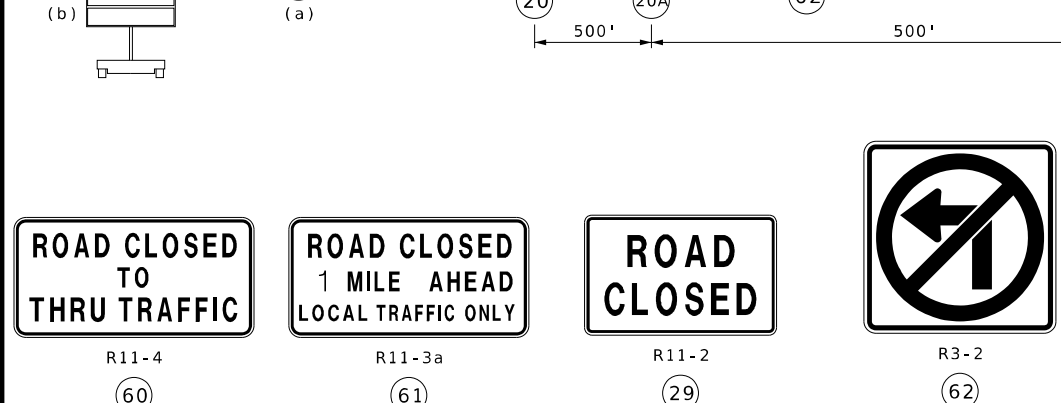 (b)
(a)
20
20A
62
500'
500'
ROAD CLOSED
TO
THRU TRAFFIC
R11-4
60
ROAD CLOSED
1 MILE AHEAD
LOCAL TRAFFIC ONLY
R11-3a
61
ROAD
CLOSED
R11-2
29
R3-2
62